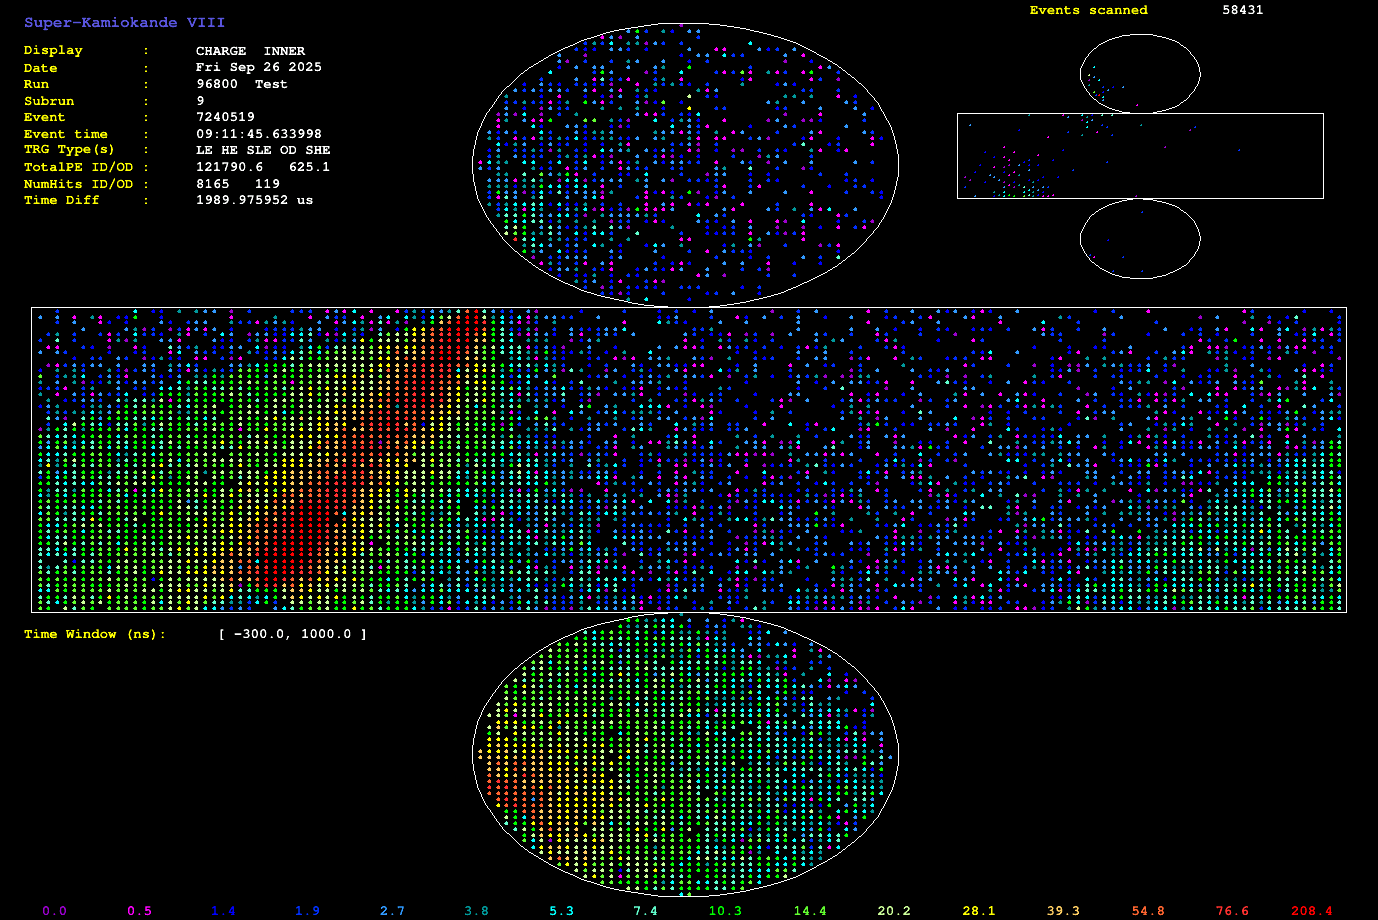 Super-Kamiokande VIII
Events scanned 58431
Display : CHARGE INNER
Date : Fri Sep 26 2025
Run : 96800 Test
Subrun : 9
Event : 7240519
Event time : 09:11:45.633998
TRG Type(s) : LE HE SLE OD SHE
TotalPE ID/OD : 121790.6 625.1
NumHits ID/OD : 8165 119
Time Diff : 1989.975952 us
Time Window (ns): [ -300.0, 1000.0 ]
0.0 0.5 1.4 1.9 2.7 3.8 5.3 7.4 10.3 14.4 20.2 28.1 39.3 54.8 76.6 208.4